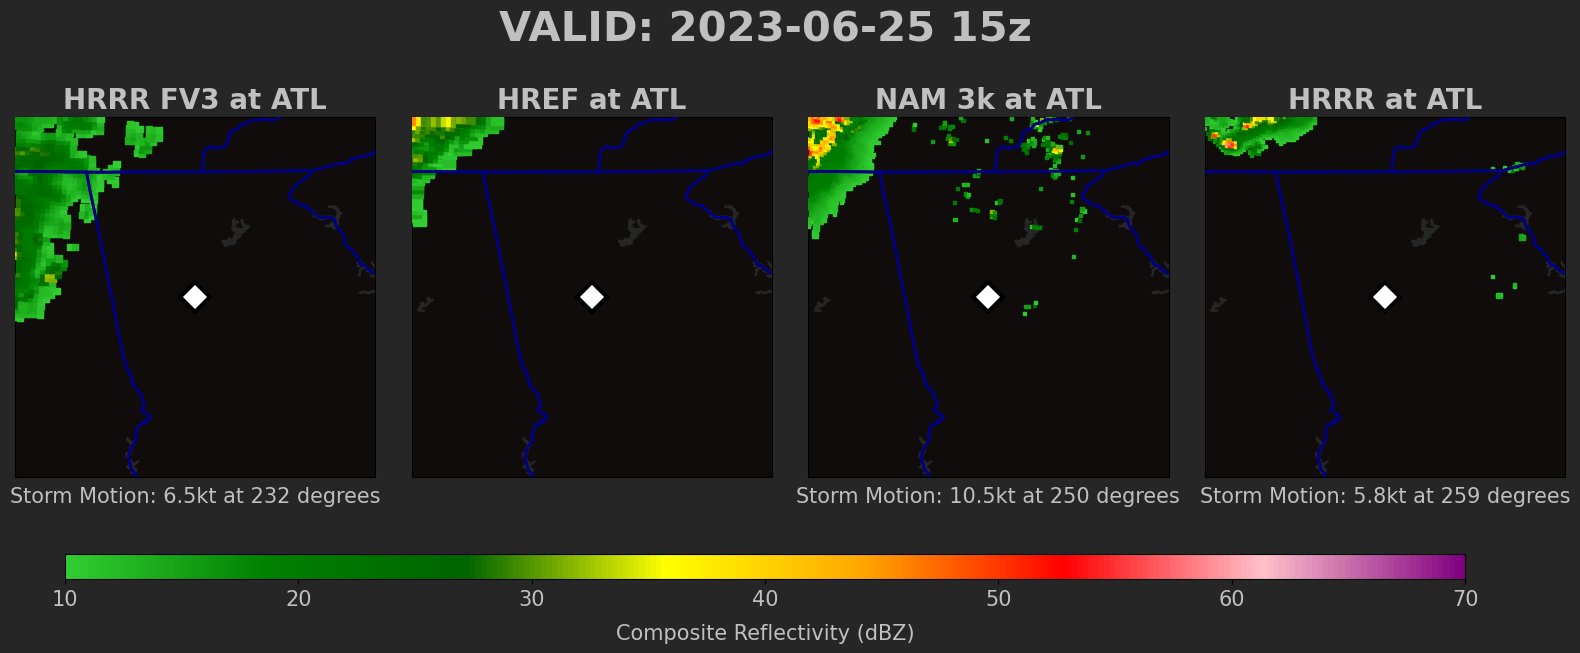 VALID: 2023-06-25 15z
HRRR FV3 at ATL
HREF at ATL
NAM 3k at ATL
HRRR at ATL
Storm Motion: 6.5kt at 232 degrees
Storm Motion: 10.5kt at 250 degrees
Storm Motion: 5.8kt at 259 degrees
10 20 30 40 50 60 70
Composite Reflectivity (dBZ)